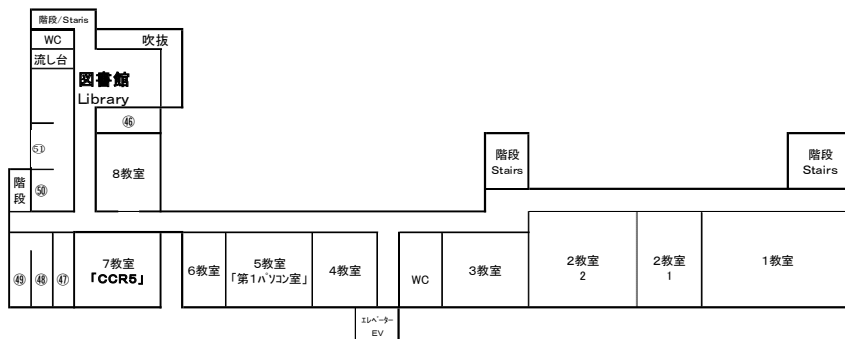 階段/Staris
WC
吹抜
流し台
図書館
Library
㊻
㊿
8教室
階段
㊿
階段
Stairs
階段
Stairs
㊾
㊽
㊼
7教室
「CCR5」
6教室
5教室
「第1ﾊﾟｿｺﾝ室」
4教室
WC
3教室
2教室
2
2教室
1
1教室
ｴﾚﾍﾞｰﾀｰ
EV